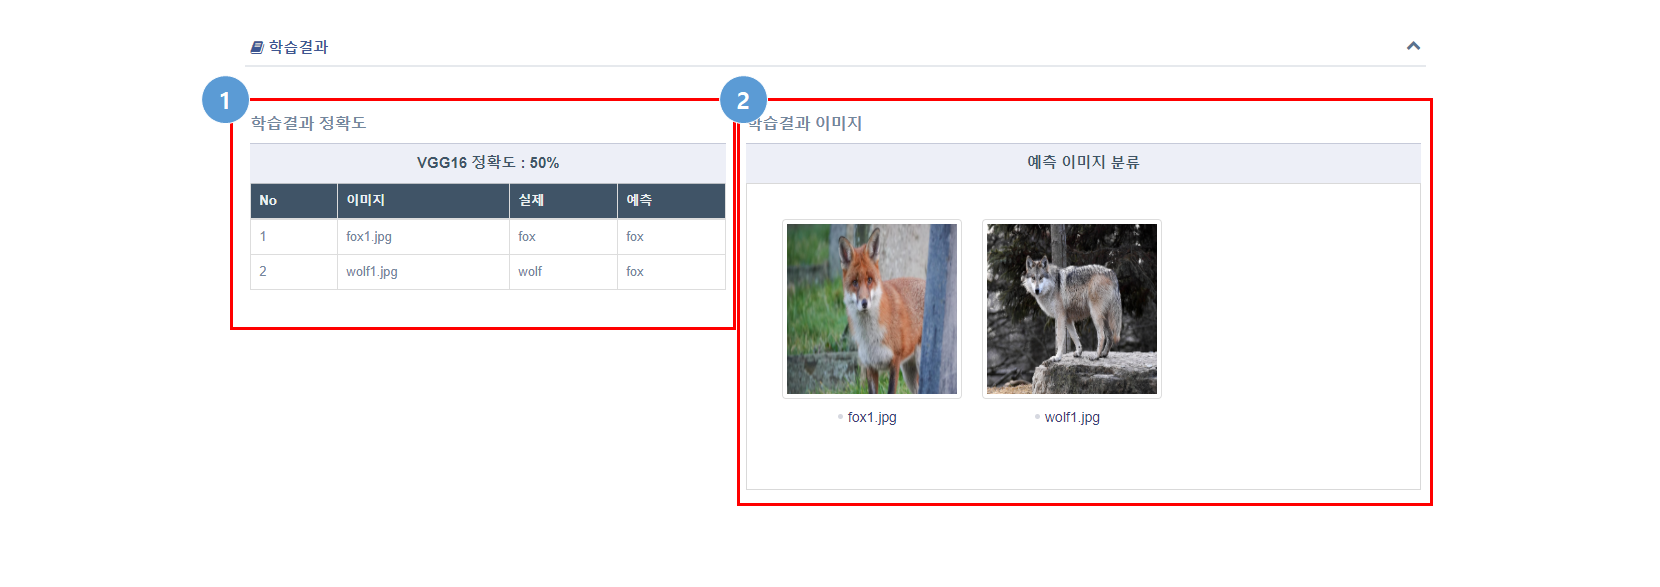 학습결과
1
학습결과 정확도
VGG16 정확도 : 50%
No 이미지 실제 예측
1 fox1.jpg fox fox
2 wolf1.jpg wolf fox
2
학습결과 이미지
예측 이미지 분류
fox1.jpg wolf1.jpg